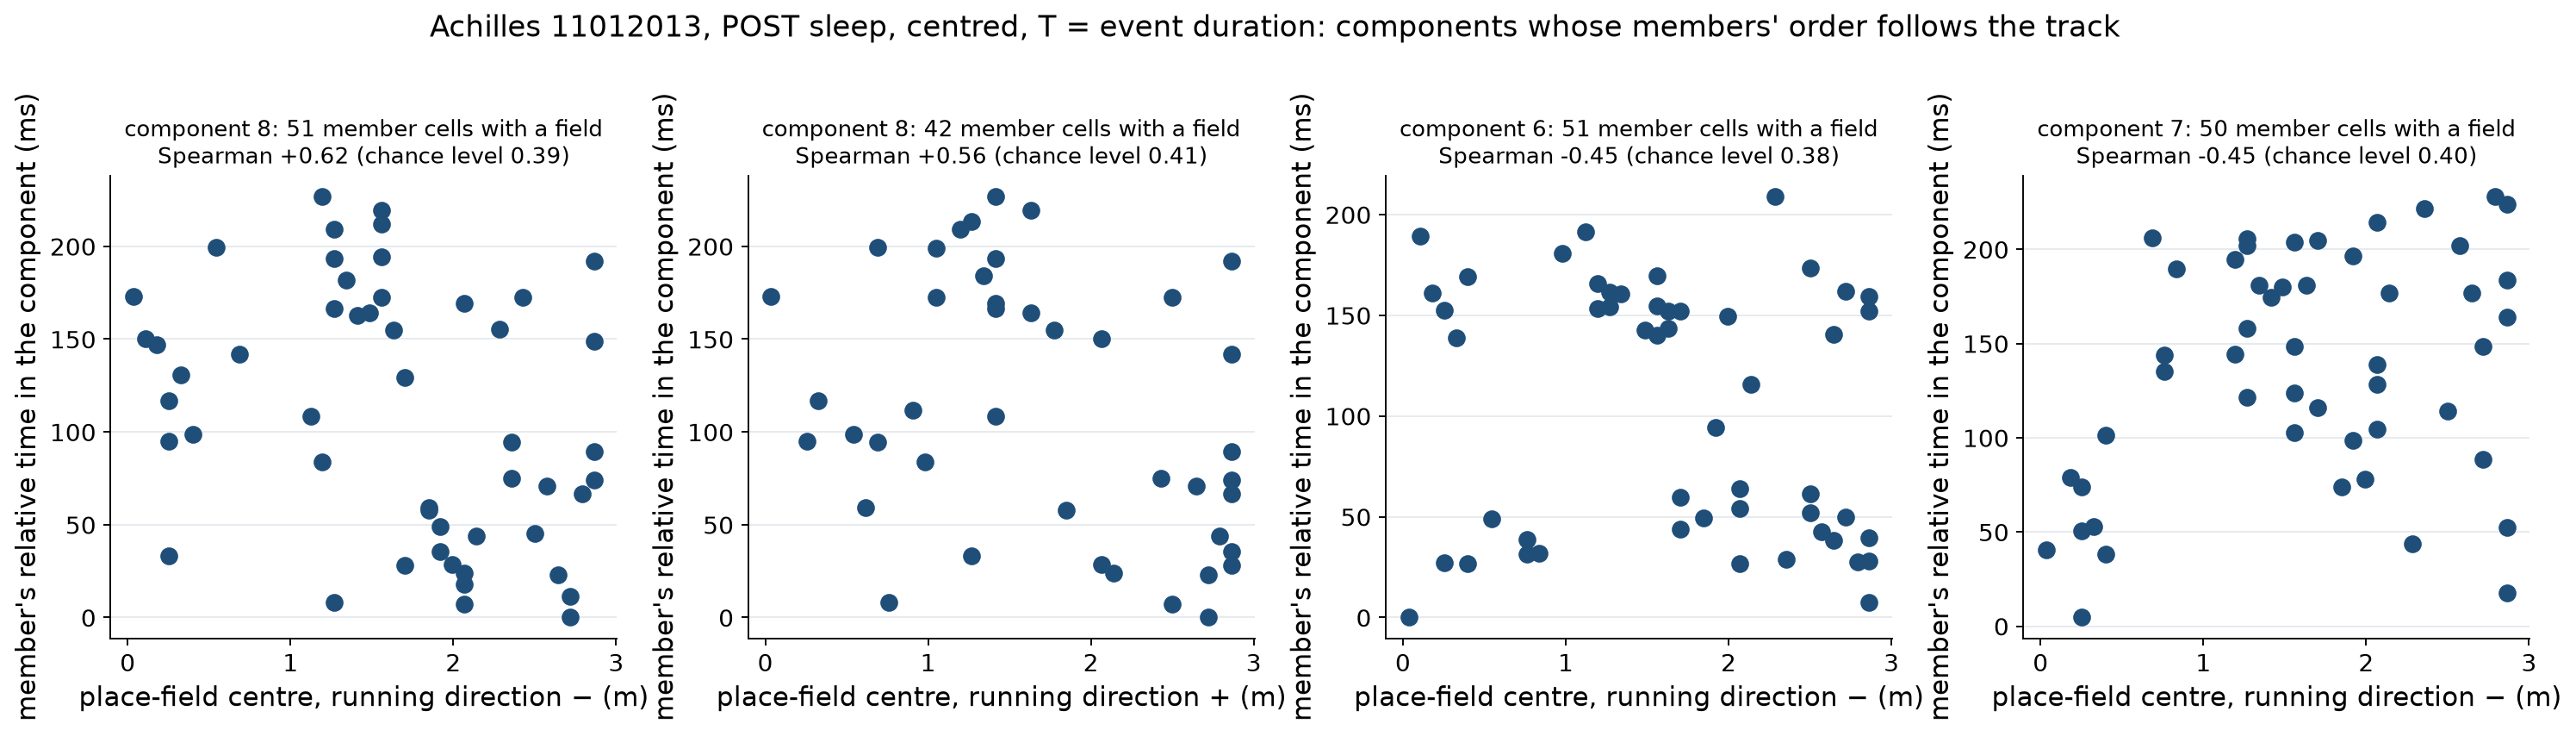 Achilles 11012013, POST sleep, centred, T = event duration: components whose members' order follows the track
component 8: 51 member cells with a field
Spearman +0.62 (chance level 0.39)
member's relative time in the component (ms)
200
150
100
50
0
0 1 2 3
place-field centre, running direction − (m)
component 8: 42 member cells with a field
Spearman +0.56 (chance level 0.41)
member's relative time in the component (ms)
200
150
100
50
0
0 1 2 3
place-field centre, running direction + (m)
component 6: 51 member cells with a field
Spearman -0.45 (chance level 0.38)
member's relative time in the component (ms)
200
150
100
50
0
0 1 2 3
place-field centre, running direction − (m)
component 7: 50 member cells with a field
Spearman -0.45 (chance level 0.40)
member's relative time in the component (ms)
200
150
100
50
0
0 1 2 3
place-field centre, running direction − (m)